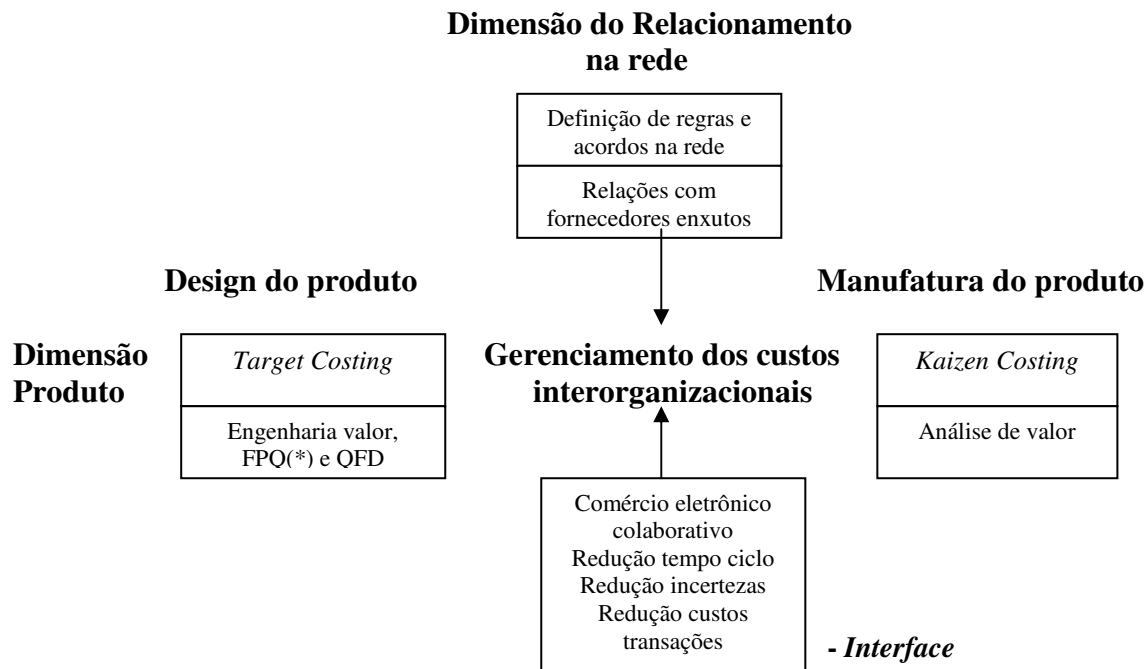 Dimensão do Relacionamento
na rede
Definição de regras e
acordos na rede
Relações com
fornecedores enxutos
Design do produto
Manufatura do produto
Dimensão
Produto
Target Costing
Engenharia valor,
FPQ(*) e QFD
Gerenciamento dos custos
interorganizacionais
Kaizen Costing
Análise de valor
Comércio eletrônico
colaborativo
Redução tempo ciclo
Redução incertezas
Redução custos
transações
- Interface